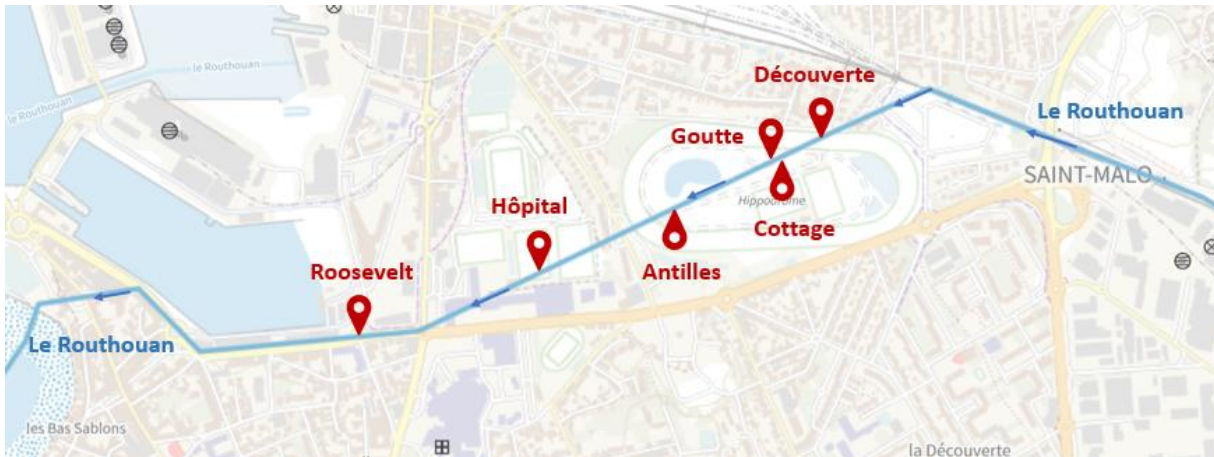 le Routhouan
le Routhouan
Découverte
Goutte
Le Routhouan
SAINT-MALO
Hippodrome
Hôpital
Cottage
Roosevelt
Antilles
Le Routhouan
les Bas Sablons
la Découverte